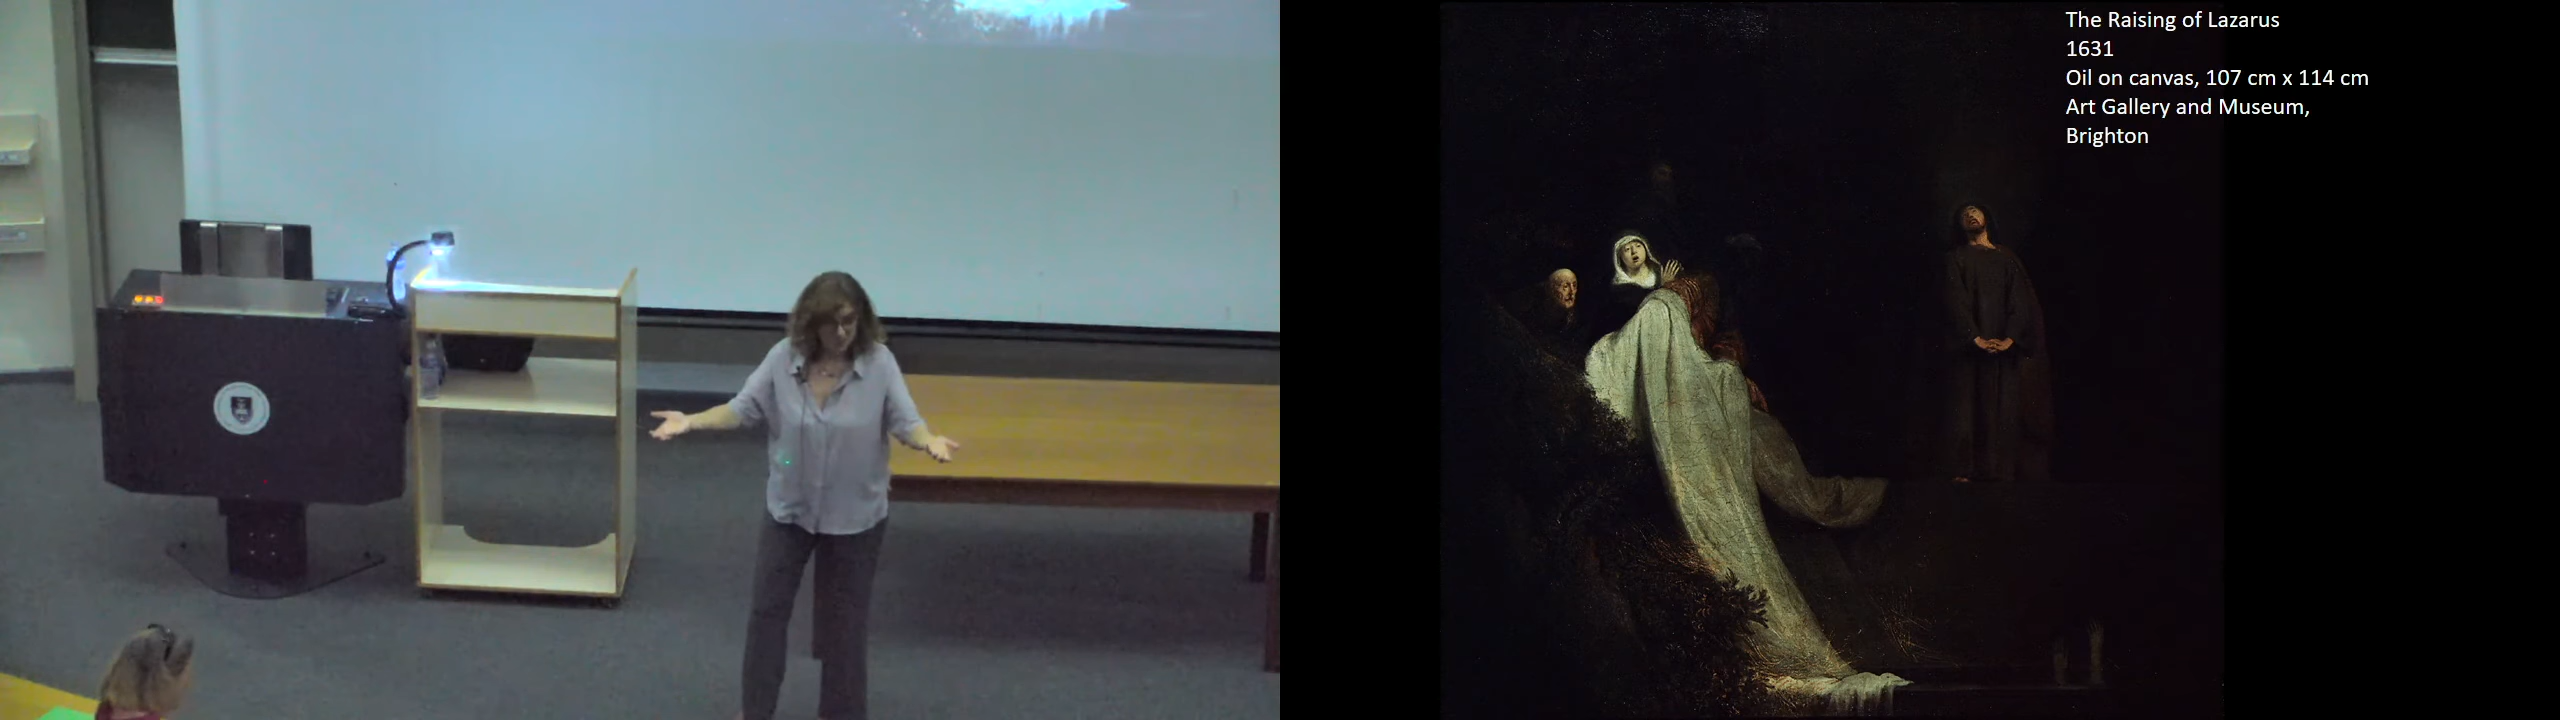 The Raising of Lazarus
1631
Oil on canvas, 107 cm x 114 cm
Art Gallery and Museum,
Brighton